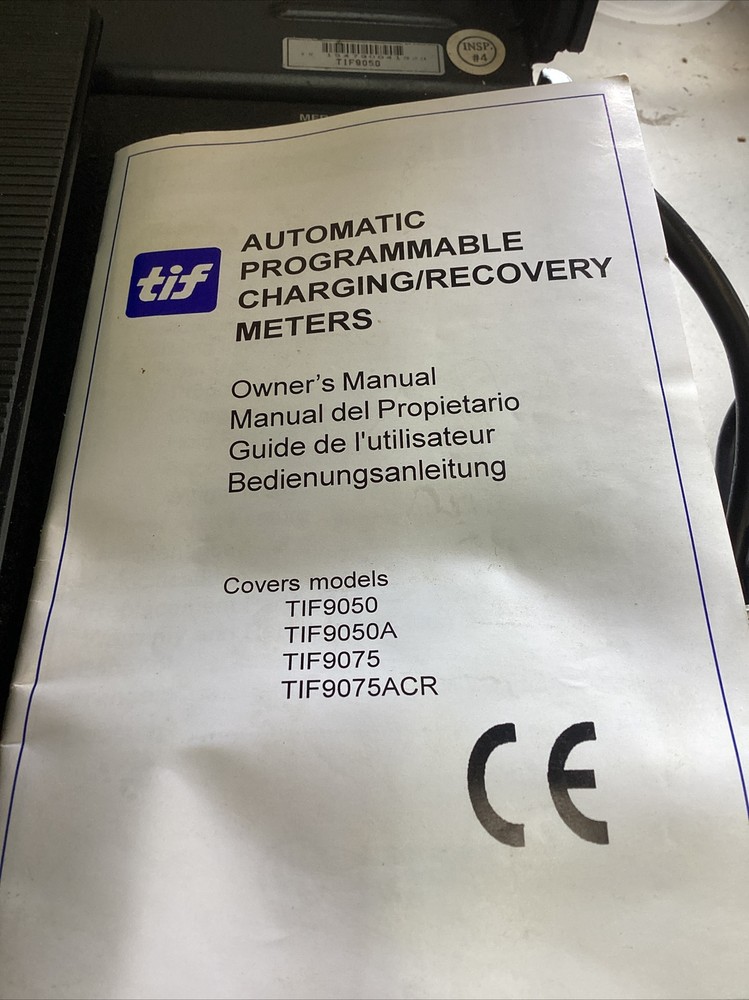 INSP.
#4
TIF9050
tif
AUTOMATIC
PROGRAMMABLE
CHARGING/RECOVERY
METERS
Owner's Manual
Manual del Propietario
Guide de l'utilisateur
Bedienungsanleitung
Covers models
TIF9050
TIF9050A
TIF9075
TIF9075ACR
CE